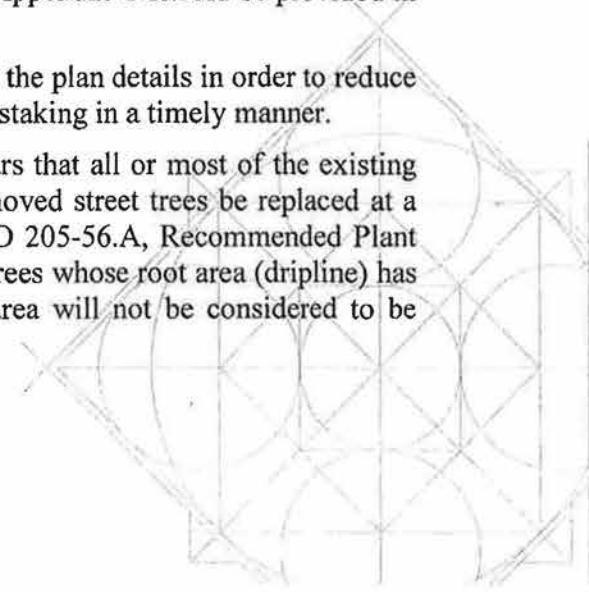 the plan details in order to reduce
staking in a timely manner.
rs that all or most of the existing
noved street trees be replaced at a
D 205-56.A, Recommended Plant
rees whose root area (dripline) has
rea will not be considered to be